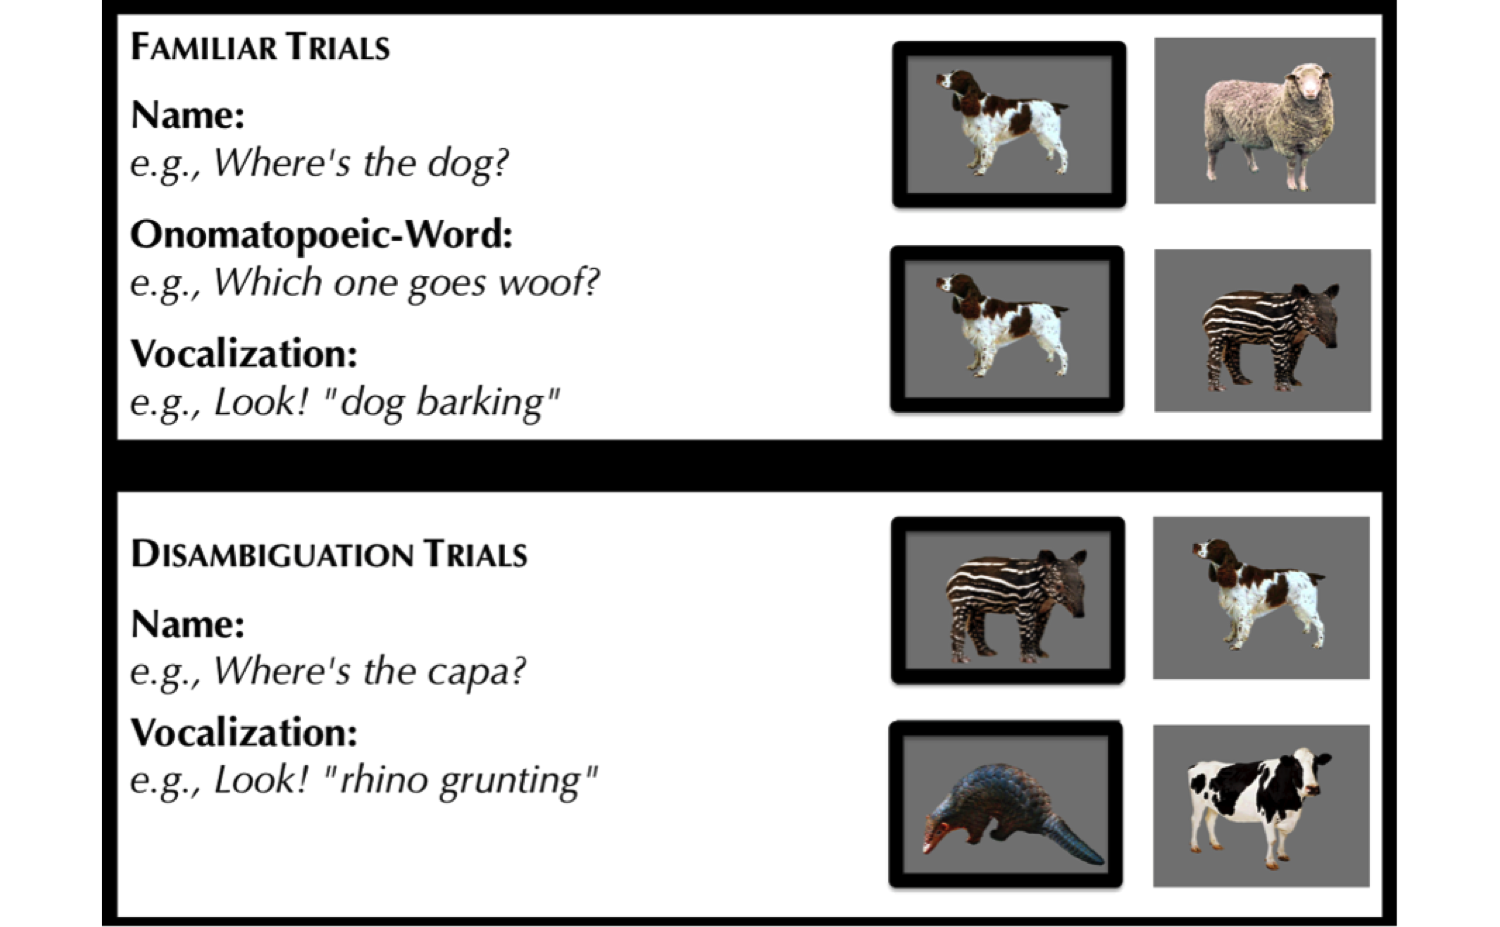 FAMILIAR TRIALS
Name:
e.g., Where's the dog?
Onomatopoeic-Word:
e.g., Which one goes woof?
Vocalization:
e.g., Look! "dog barking"
DISAMBIGUATION TRIALS
Name:
e.g., Where's the capa?
Vocalization:
e.g., Look! "rhino grunting"